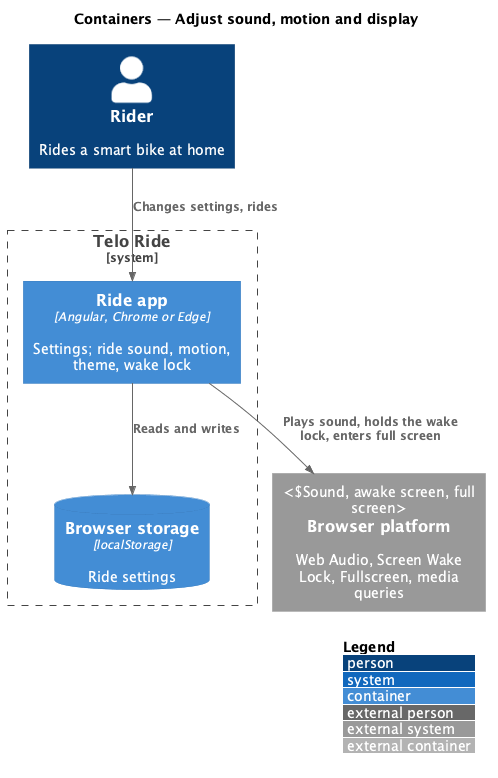 Containers — Adjust sound, motion and display
Rider
Rides a smart bike at home
Changes settings, rides
Telo Ride
[system]
Ride app
[Angular, Chrome or Edge]
Settings; ride sound, motion,
theme, wake lock
Reads and writes
Plays sound, holds the wake
lock, enters full screen
Browser storage
[localStorage]
Ride settings
<$Sound, awake screen, full
screen>
Browser platform
Web Audio, Screen Wake
Lock, Fullscreen, media
queries
Legend
person
system
container
external person
external system
external container